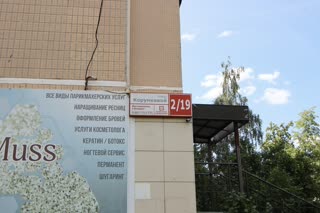 ВСЕ ВИДЫ ПАРИКМАХЕРСКИХ УСЛУГ
НАРАЩИВАНИЕ РЕСНИЦ
ОФОРМЛЕНИЕ БРОВЕЙ
УСЛУГИ КОСМЕТОЛОГА
КЕРАТИН / БОТОКС
НОГТЕВОЙ СЕРВИС
ПЕРМАНЕНТ
ШУГАРИНГ
Muss
2/19